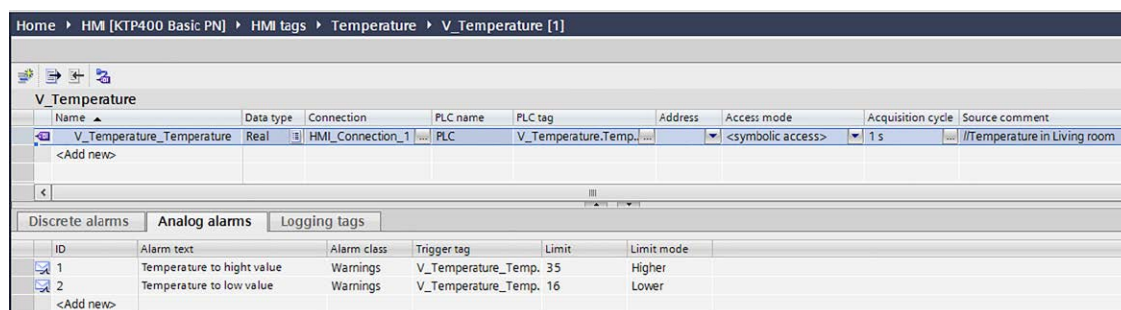 Home ▸ HMI [KTP400 Basic PN] ▸ HMI tags ▸ Temperature ▸ V_Temperature [1]
V_Temperature
Name Data type Connection PLC name PLC tag Address Access mode Acquisition cycle Source comment
V_Temperature_Temperature Real HMI_Connection_1 ... PLC V_Temperature.Temp.. ... <symbolic access> 1 s ... //Temperature in Living room
<Add new>
Discrete alarms Analog alarms Logging tags
ID Alarm text Alarm class Trigger tag Limit Limit mode
1 Temperature to hight value Warnings V_Temperature_Temp. 35 Higher
2 Temperature to low value Warnings V_Temperature_Temp. 16 Lower
<Add new>